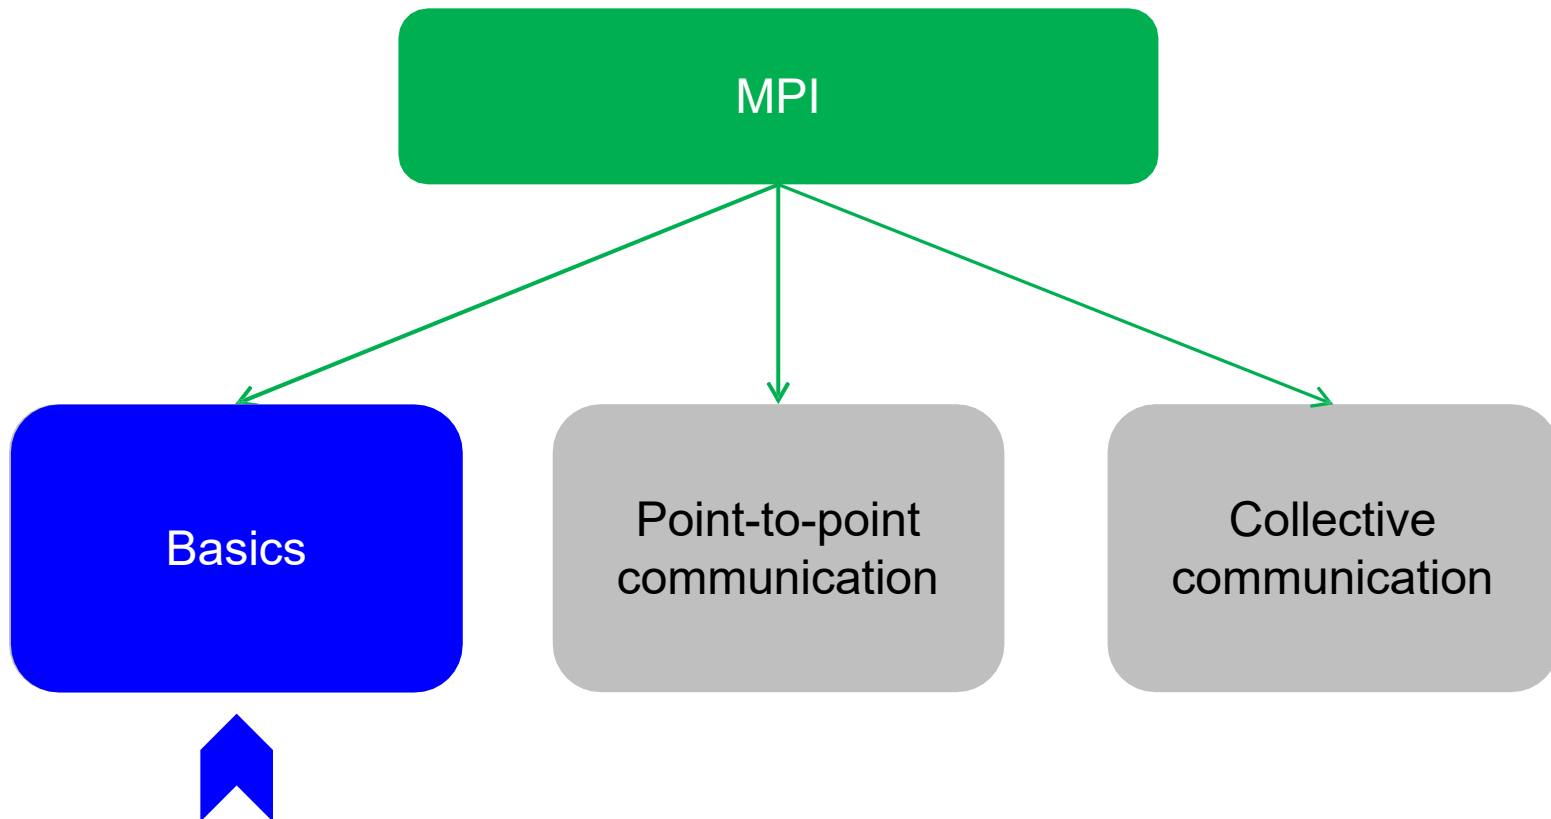 MPI
Basics
Point-to-point
communication
Collective
communication